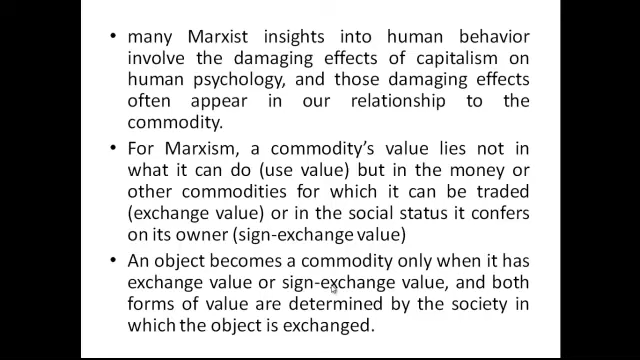 • many Marxist insights into human behavior
involve the damaging effects of capitalism on
human psychology, and those damaging effects
often appear in our relationship to the
commodity.
• For Marxism, a commodity's value lies not in
what it can do (use value) but in the money or
other commodities for which it can be traded
(exchange value) or in the social status it confers
on its owner (sign-exchange value)
• An object becomes a commodity only when it has
exchange value or sign-exchange value, and both
forms of value are determined by the society in
which the object is exchanged.